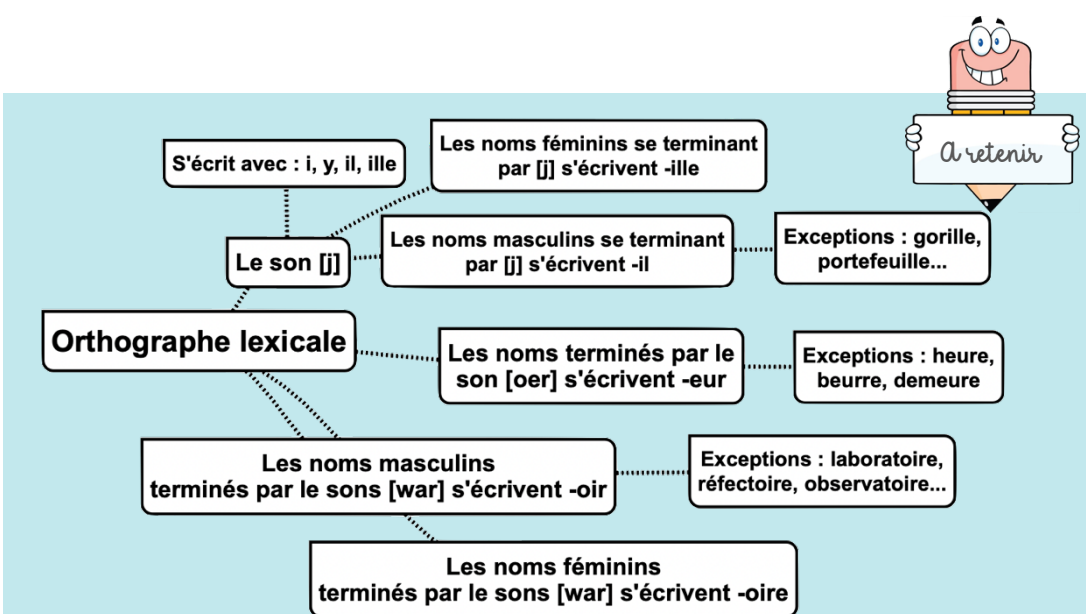 A retenir
S'écrit avec : i, y, il, ille
Les noms féminins se terminant
par [j] s'écrivent -ille
Le son [j]
Les noms masculins se terminant
par [j] s'écrivent -il
Exceptions : gorille,
portefeuille...
Orthographe lexicale
Les noms terminés par le
son [oer] s'écrivent -eur
Exceptions : heure,
beurre, demeure
Les noms masculins
terminés par le sons [war] s'écrivent -oir
Exceptions : laboratoire,
réfectoire, observatoire...
Les noms féminins
terminés par le sons [war] s'écrivent -oire